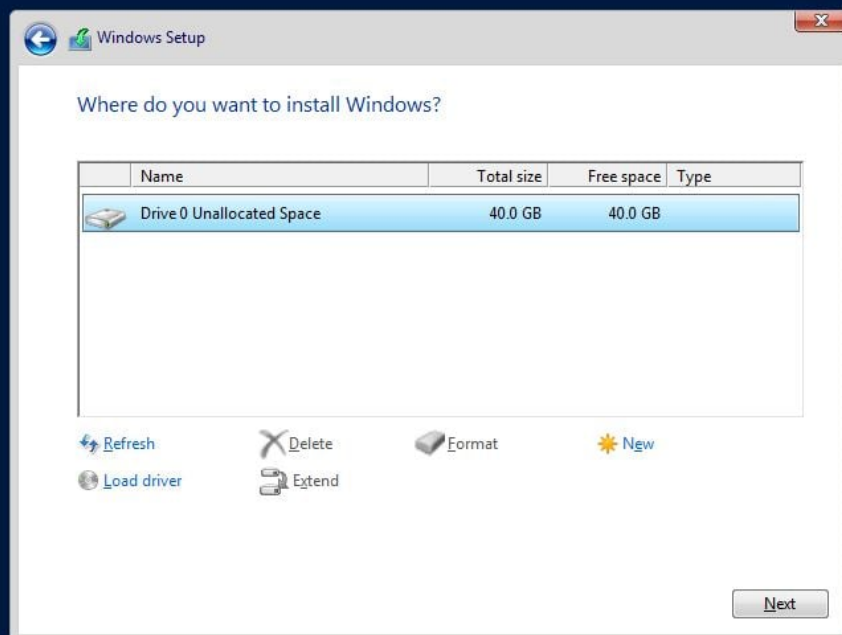 Windows Setup
Where do you want to install Windows?
Name Total size Free space Type
Drive 0 Unallocated Space 40.0 GB 40.0 GB
Refresh Delete Format New
Load driver Extend
Next